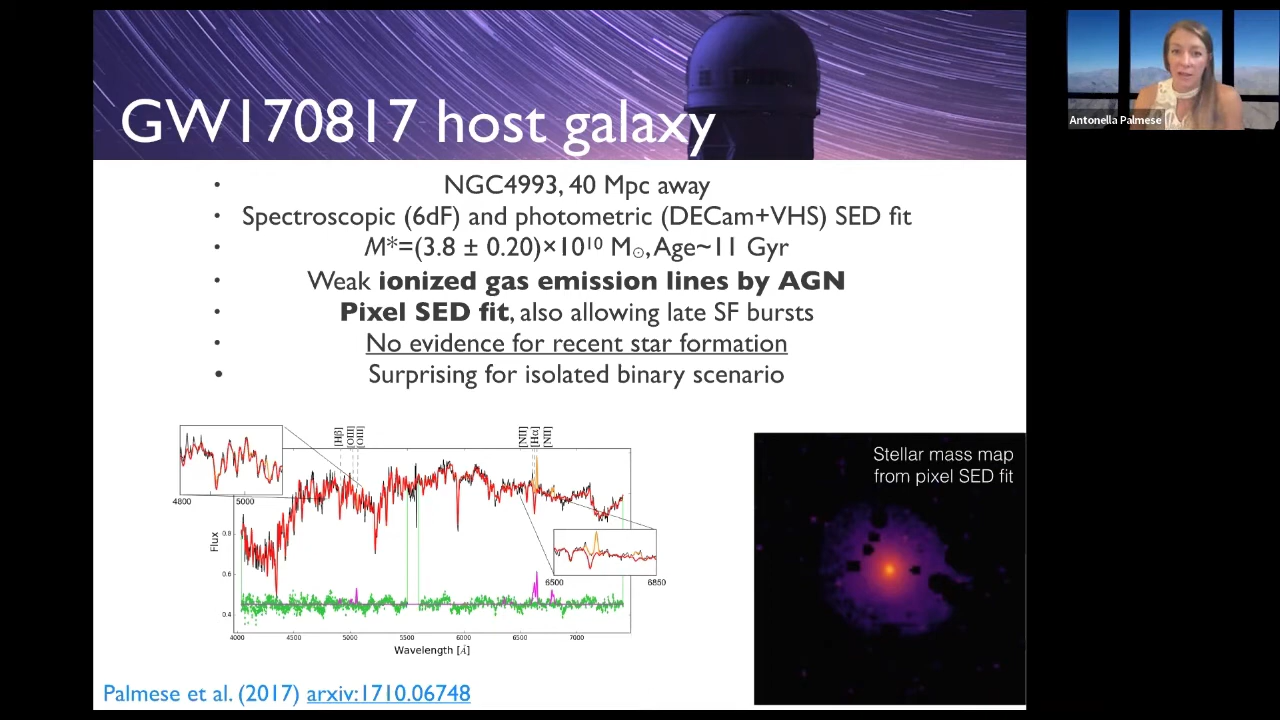 GW170817 host galaxy
Antonella Palmese
• NGC4993, 40 Mpc away
• Spectroscopic (6dF) and photometric (DECam+VHS) SED fit
• M*=(3.8 ± 0.20)×10¹⁰ M☉, Age~11 Gyr
• Weak ionized gas emission lines by AGN
• Pixel SED fit, also allowing late SF bursts
• No evidence for recent star formation
• Surprising for isolated binary scenario
[Hβ] [OIII] [OIII] [NII] [Hα] [NII]
4800 5000
Flux
0.8
0.6
0.4
6500 6850
4000 4500 5000 5500 6000 6500 7000
Wavelength [Å]
Stellar mass map
from pixel SED fit
Palmese et al. (2017) arxiv:1710.06748